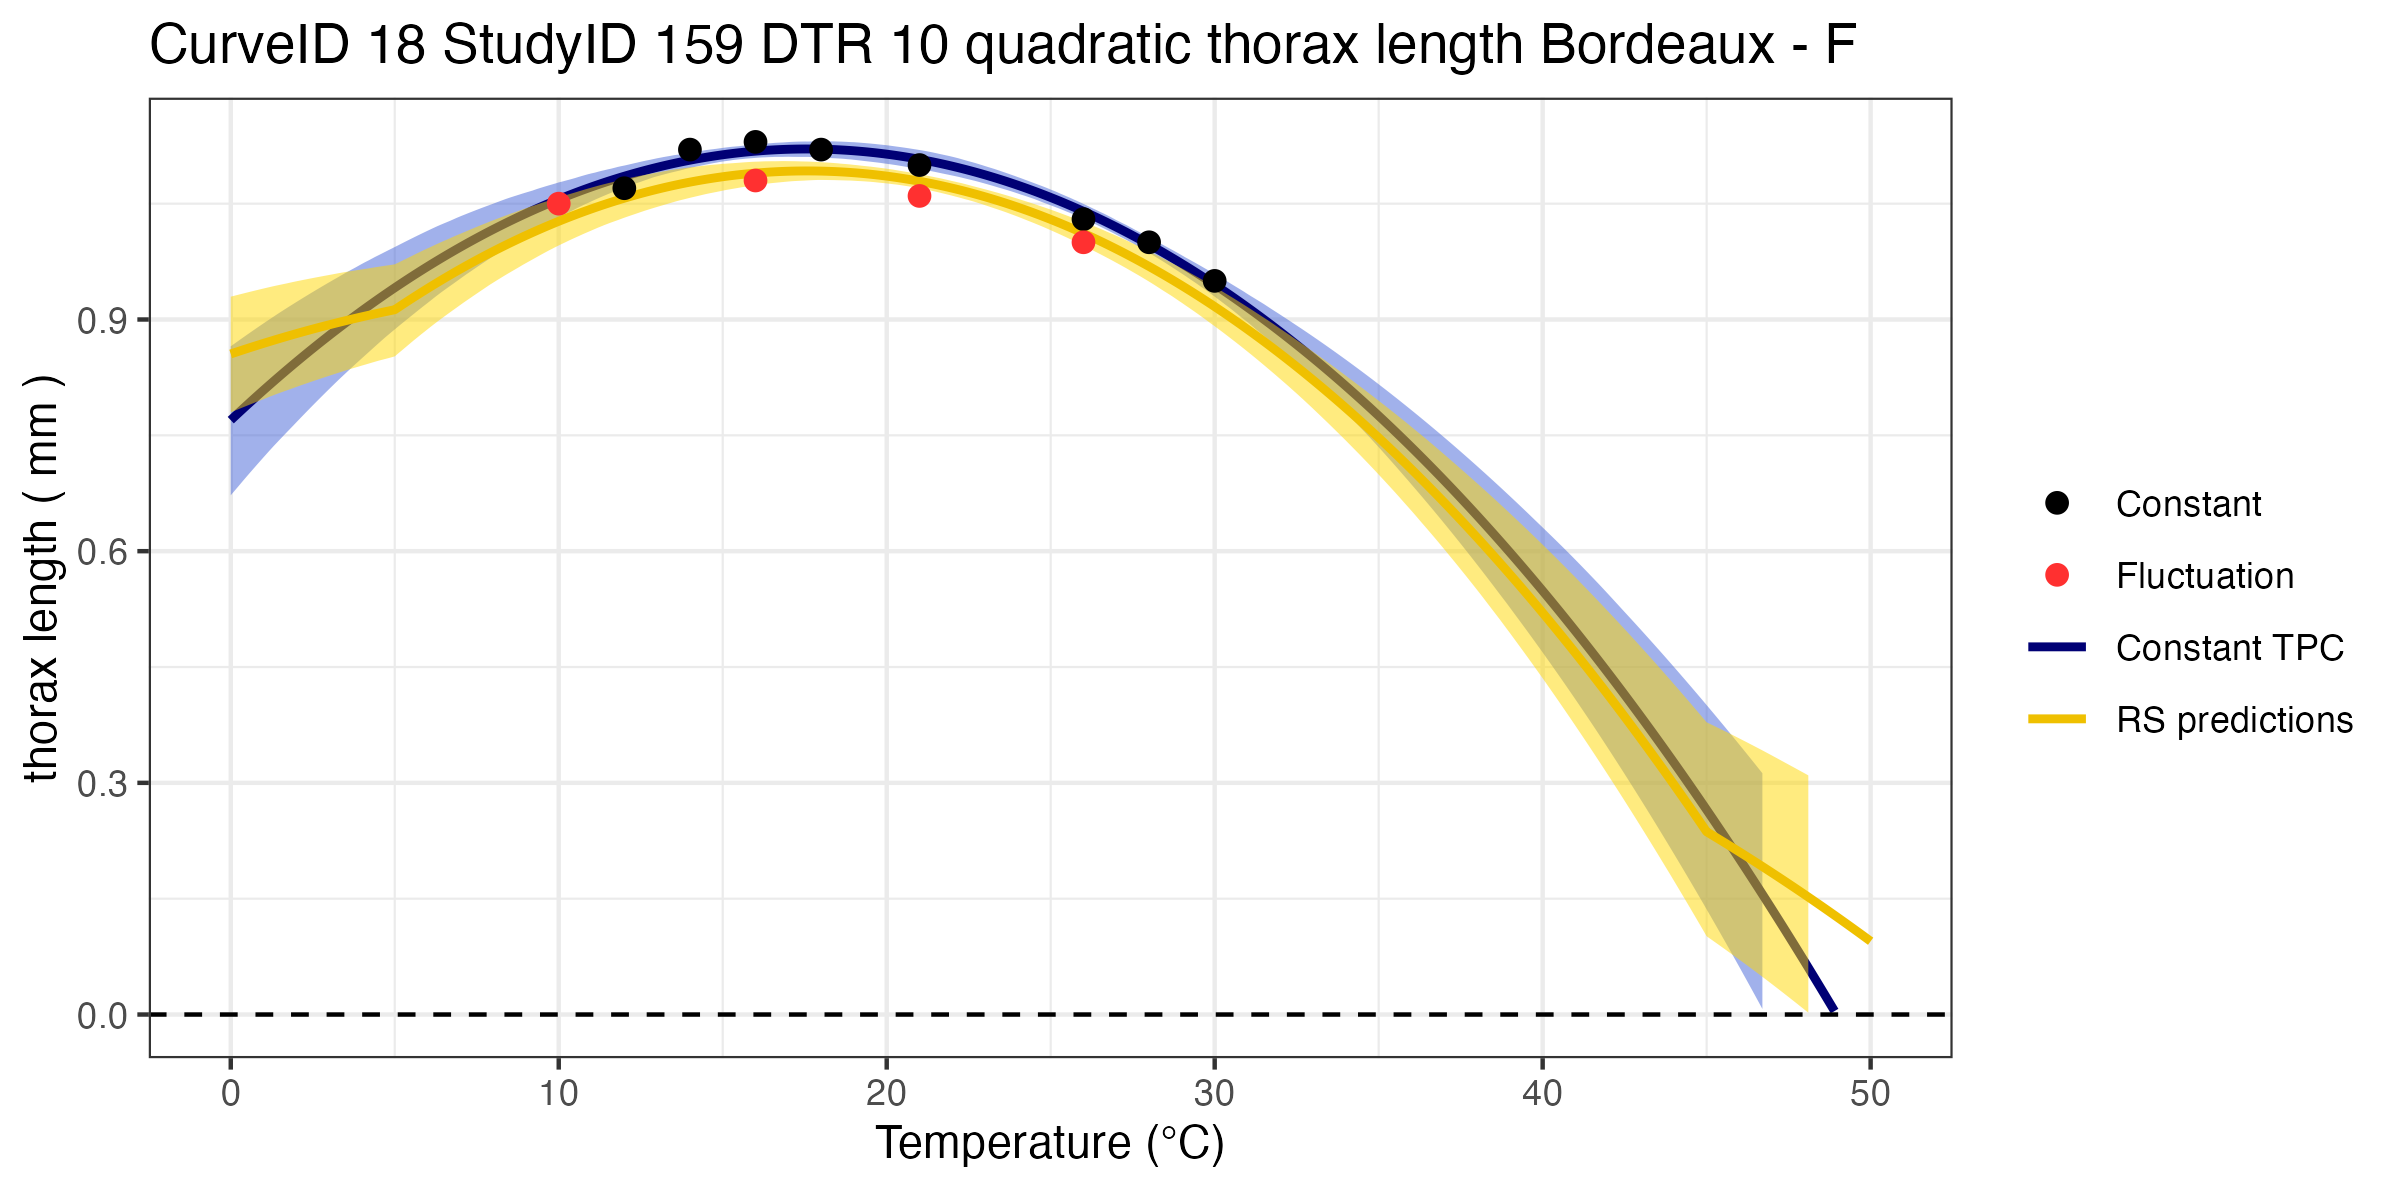 CurveID 18 StudyID 159 DTR 10 quadratic thorax length Bordeaux - F
thorax length ( mm )
0.9
0.6
0.3
0.0
0 10 20 30 40 50
Temperature (°C)
Constant
Fluctuation
Constant TPC
RS predictions